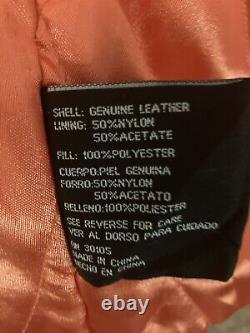 SHELL: GENUINE LEATHER
LINING: 50%NYLON
50%ACETATE
FILL: 100%POLYESTER
CUERPO:PIEL GENUINA
FORRO:50%NYLON
50%ACETATO
RELLENO:100%POLIESTER
SEE REVERSE FOR CARE
VER AL DORSO PARA CUIDADO
RN 30105
MADE IN CHINA
HECHO EN CHINA